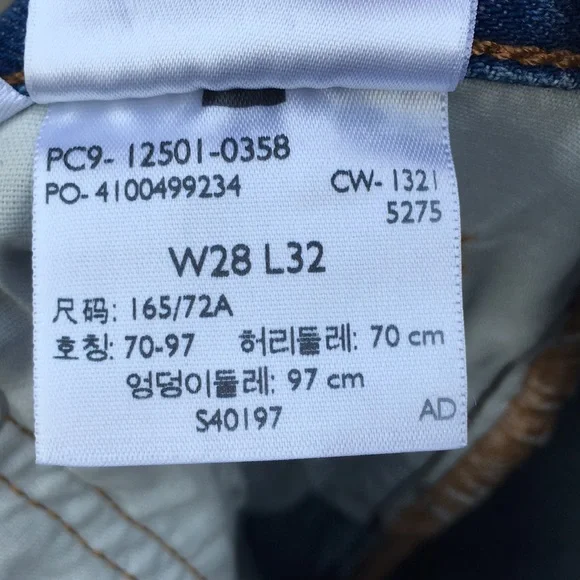 PC9- 12501-0358
PO- 4100499234 CW- 1321
5275
W28 L32
尺码: 165/72A
호칭: 70-97 허리둘레: 70 cm
엉덩이둘레: 97 cm
S40197 AD